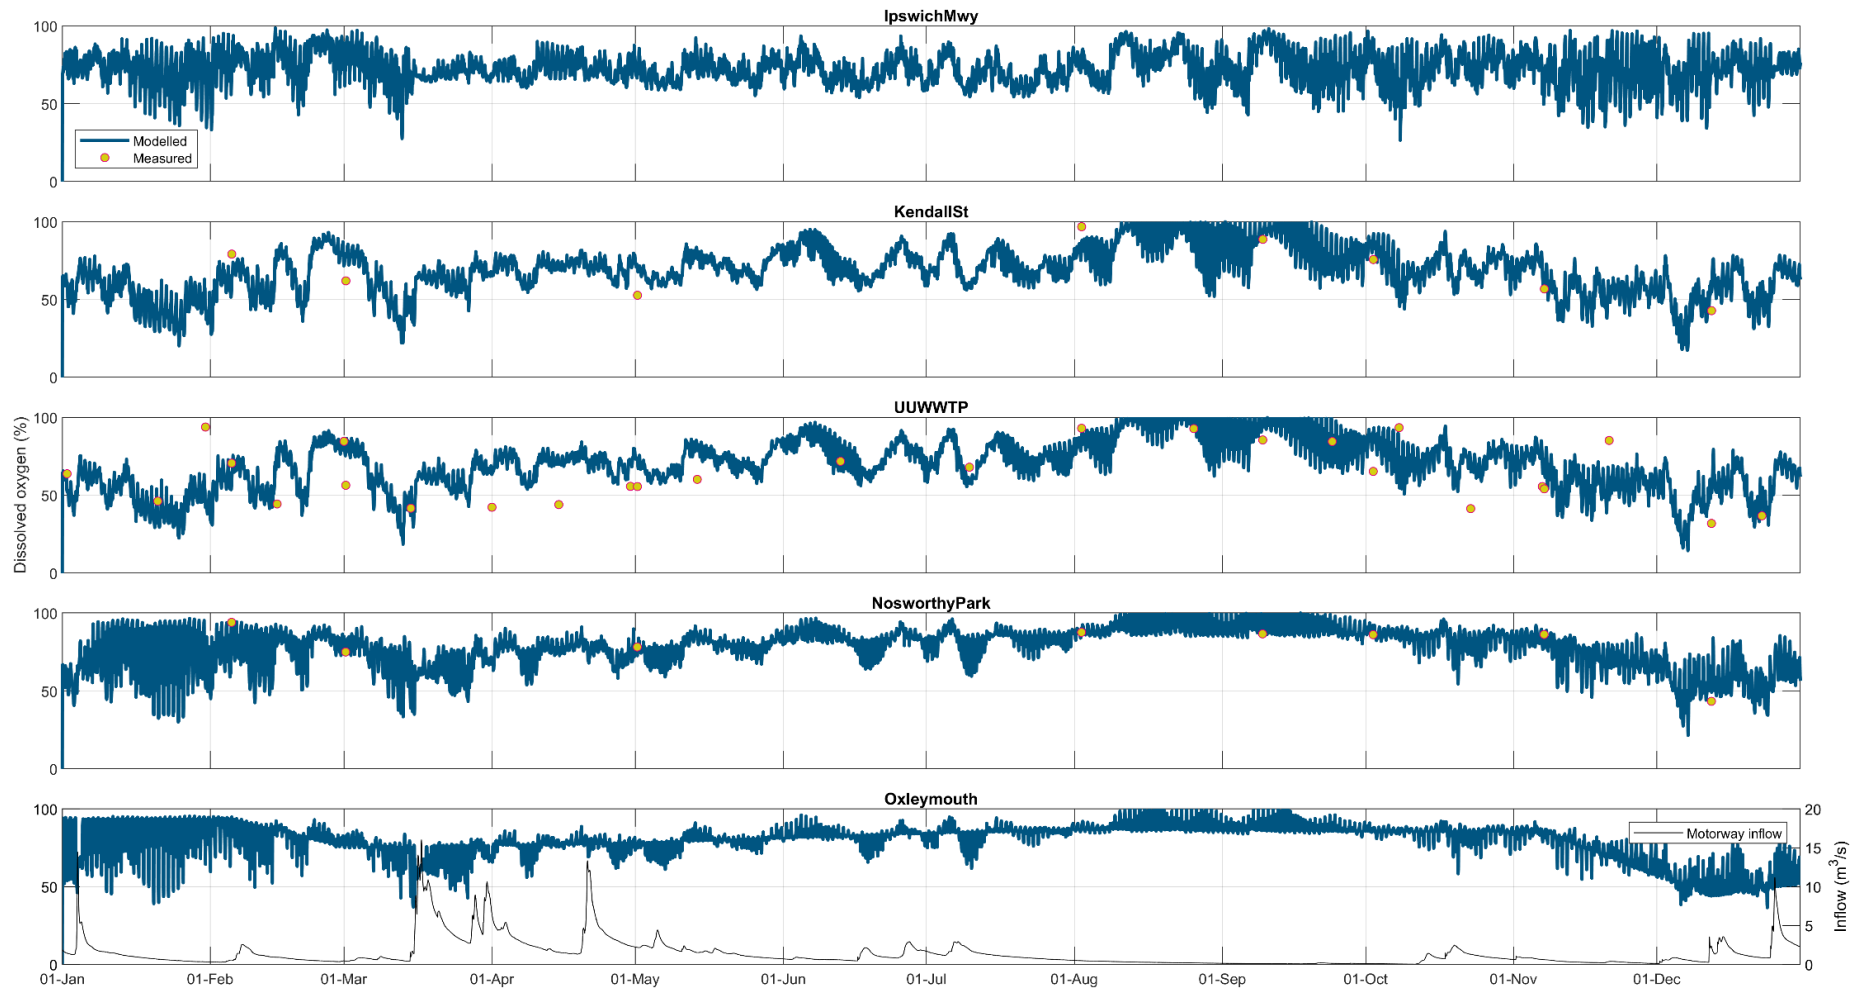 IpswichMwy
100
50
0
Modelled
Measured
KendallSt
100
50
0
UUWWTP
100
50
0
Dissolved oxygen (%)
NosworthyPark
100
50
0
Oxleymouth
100
50
0
Motorway inflow
20
15
10
5
0
Inflow (m³/s)
01-Jan 01-Feb 01-Mar 01-Apr 01-May 01-Jun 01-Jul 01-Aug 01-Sep 01-Oct 01-Nov 01-Dec